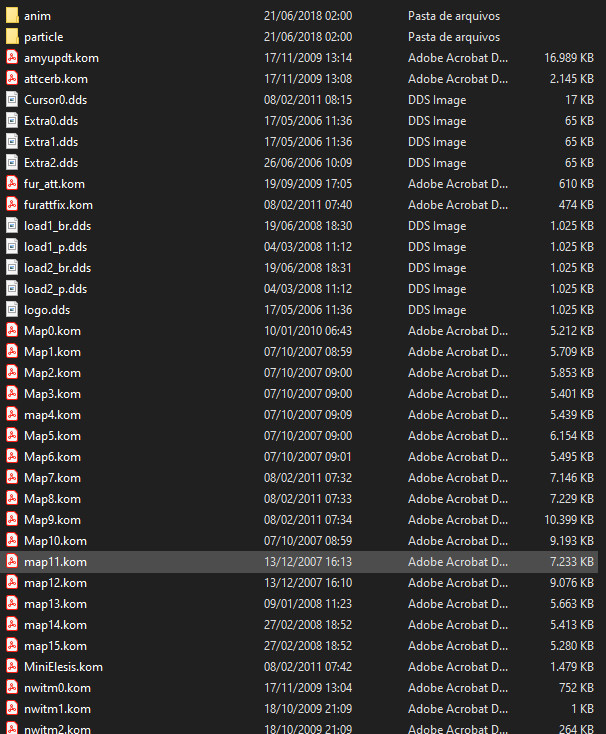 anim 21/06/2018 02:00 Pasta de arquivos
particle 21/06/2018 02:00 Pasta de arquivos
amyupdt.kom 17/11/2009 13:14 Adobe Acrobat D... 16.989 KB
attcerb.kom 17/11/2009 13:08 Adobe Acrobat D... 2.145 KB
Cursor0.dds 08/02/2011 08:15 DDS Image 17 KB
Extra0.dds 17/05/2006 11:36 DDS Image 65 KB
Extra1.dds 17/05/2006 11:36 DDS Image 65 KB
Extra2.dds 26/06/2006 10:09 DDS Image 65 KB
fur_att.kom 19/09/2009 17:05 Adobe Acrobat D... 610 KB
furattfix.kom 08/02/2011 07:40 Adobe Acrobat D... 474 KB
load1_br.dds 19/06/2008 18:30 DDS Image 1.025 KB
load1_p.dds 04/03/2008 11:12 DDS Image 1.025 KB
load2_br.dds 19/06/2008 18:31 DDS Image 1.025 KB
load2_p.dds 04/03/2008 11:12 DDS Image 1.025 KB
logo.dds 17/05/2006 11:36 DDS Image 1.025 KB
Map0.kom 10/01/2010 06:43 Adobe Acrobat D... 5.212 KB
Map1.kom 07/10/2007 08:59 Adobe Acrobat D... 5.709 KB
Map2.kom 07/10/2007 09:00 Adobe Acrobat D... 5.853 KB
Map3.kom 07/10/2007 09:00 Adobe Acrobat D... 5.401 KB
map4.kom 07/10/2007 09:09 Adobe Acrobat D... 5.439 KB
Map5.kom 07/10/2007 09:00 Adobe Acrobat D... 6.154 KB
Map6.kom 07/10/2007 09:01 Adobe Acrobat D... 5.495 KB
Map7.kom 08/02/2011 07:32 Adobe Acrobat D... 7.146 KB
Map8.kom 08/02/2011 07:33 Adobe Acrobat D... 7.229 KB
Map9.kom 08/02/2011 07:34 Adobe Acrobat D... 10.399 KB
Map10.kom 07/10/2007 08:59 Adobe Acrobat D... 9.193 KB
map11.kom 13/12/2007 16:13 Adobe Acrobat D... 7.233 KB
map12.kom 13/12/2007 16:10 Adobe Acrobat D... 9.076 KB
map13.kom 09/01/2008 11:23 Adobe Acrobat D... 5.663 KB
map14.kom 27/02/2008 18:52 Adobe Acrobat D... 5.413 KB
map15.kom 27/02/2008 18:52 Adobe Acrobat D... 5.280 KB
MiniElesis.kom 08/02/2011 07:42 Adobe Acrobat D... 1.479 KB
nwitm0.kom 17/11/2009 13:04 Adobe Acrobat D... 752 KB
nwitm1.kom 18/10/2009 21:09 Adobe Acrobat D... 1 KB
nwitm2.kom 18/10/2009 21:09 Adobe Acrobat D... 264 KB